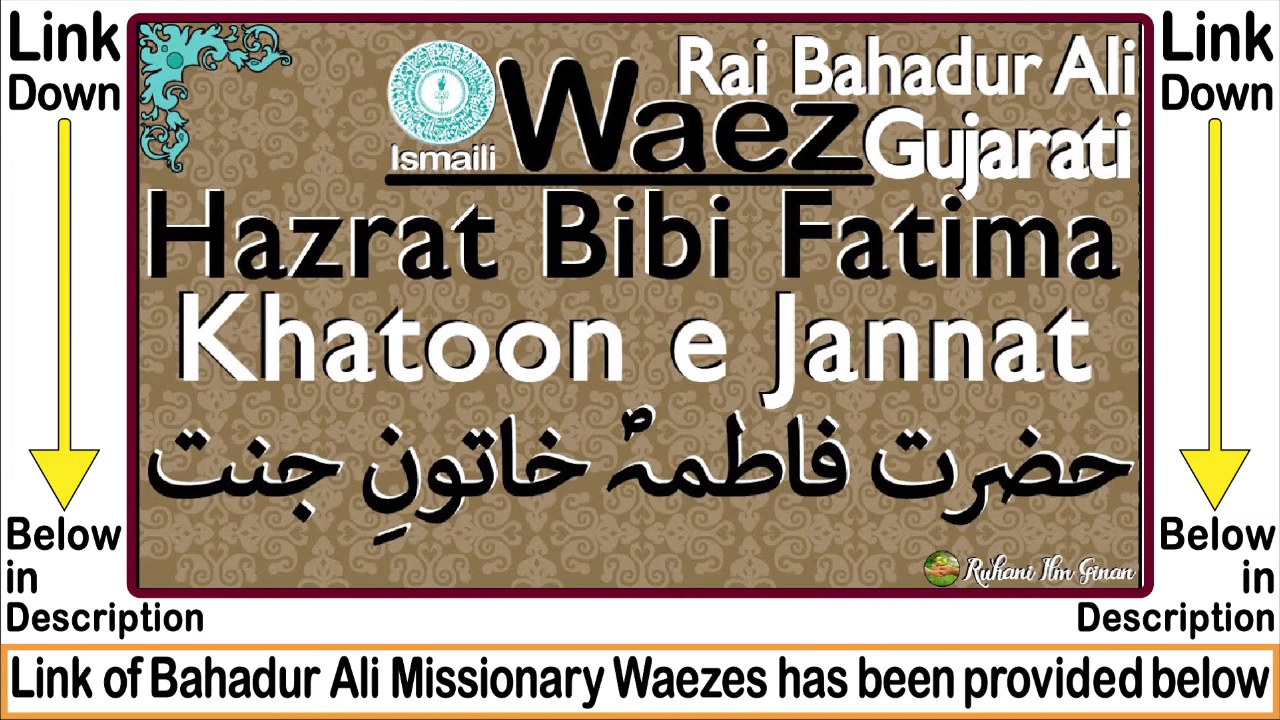 Link
Down
Below
in
Description
Ismaili
Waez
Rai Bahadur Ali
Gujarati
Hazrat Bibi Fatima
Khatoon e Jannat
حضرت فاطمہؑ خاتونِ جنت
Ruhani Ilm Ginan
Link
Down
Below
in
Description
Link of Bahadur Ali Missionary Waezes has been provided below